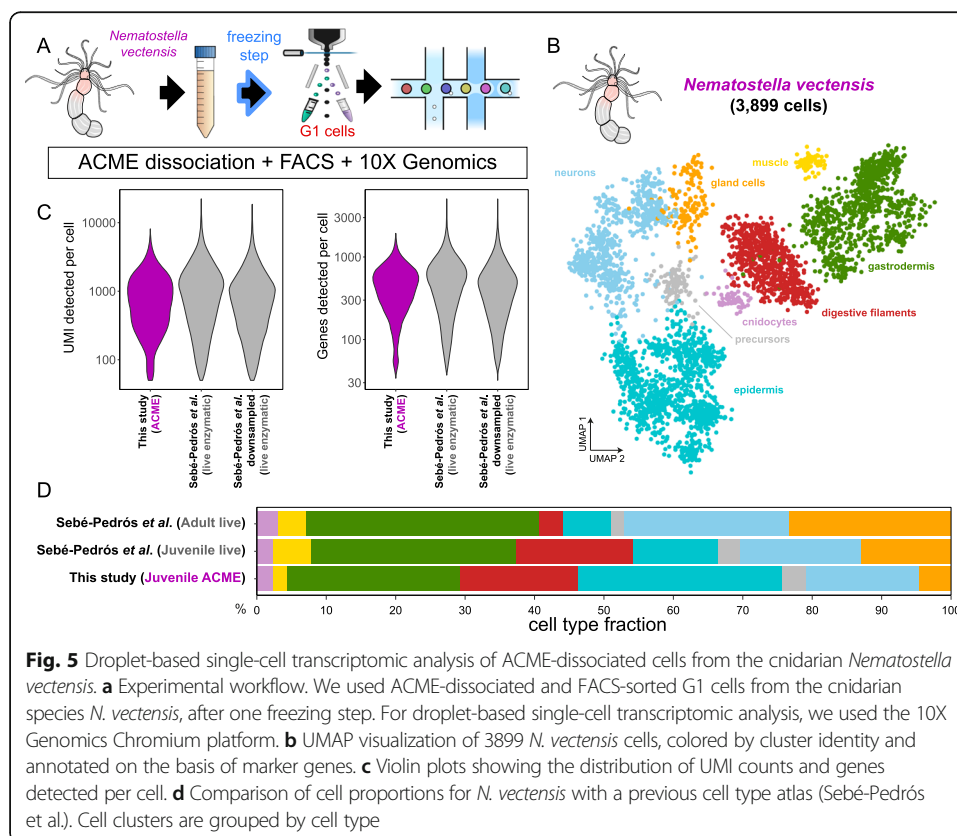 A
Nematostella
vectensis
freezing
step
G1 cells
ACME dissociation + FACS + 10X Genomics
B
Nematostella vectensis
(3,899 cells)
neurons
gland cells
muscle
gastrodermis
digestive filaments
cnidocytes
precursors
epidermis
UMAP 1
UMAP 2
C
UMI detected per cell
10000
1000
100
This study
(ACME)
Sebé-Pedrós et al.
(live enzymatic)
Sebé-Pedrós et al.
downsampled
(live enzymatic)
Genes detected per cell
3000
1000
300
100
30
This study
(ACME)
Sebé-Pedrós et al.
(live enzymatic)
Sebé-Pedrós et al.
downsampled
(live enzymatic)
D
Sebé-Pedrós et al. (Adult live)
Sebé-Pedrós et al. (Juvenile live)
This study (Juvenile ACME)
% 0 10 20 30 40 50 60 70 80 90 100
cell type fraction
Fig. 5 Droplet-based single-cell transcriptomic analysis of ACME-dissociated cells from the cnidarian Nematostella
vectensis. a Experimental workflow. We used ACME-dissociated and FACS-sorted G1 cells from the cnidarian
species N. vectensis, after one freezing step. For droplet-based single-cell transcriptomic analysis, we used the 10X
Genomics Chromium platform. b UMAP visualization of 3899 N. vectensis cells, colored by cluster identity and
annotated on the basis of marker genes. c Violin plots showing the distribution of UMI counts and genes
detected per cell. d Comparison of cell proportions for N. vectensis with a previous cell type atlas (Sebé-Pedrós
et al.). Cell clusters are grouped by cell type